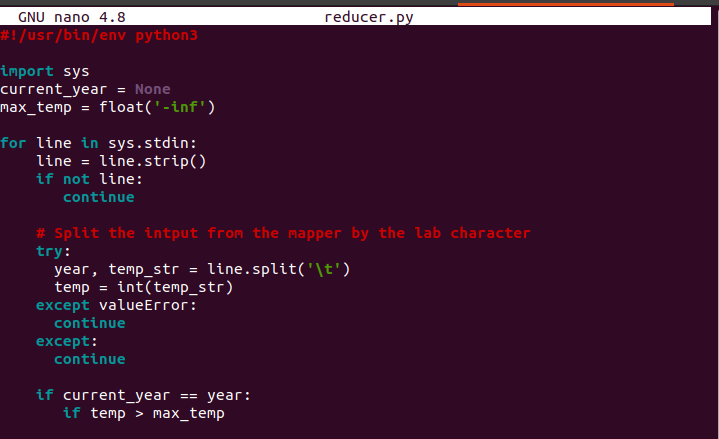 GNU nano 4.8 reducer.py
#!/usr/bin/env python3
import sys
current_year = None
max_temp = float('-inf')
for line in sys.stdin:
    line = line.strip()
    if not line:
       continue
    # Split the intput from the mapper by the lab character
    try:
      year, temp_str = line.split('\t')
      temp = int(temp_str)
    except valueError:
      continue
    except:
      continue
    if current_year == year:
       if temp > max_temp